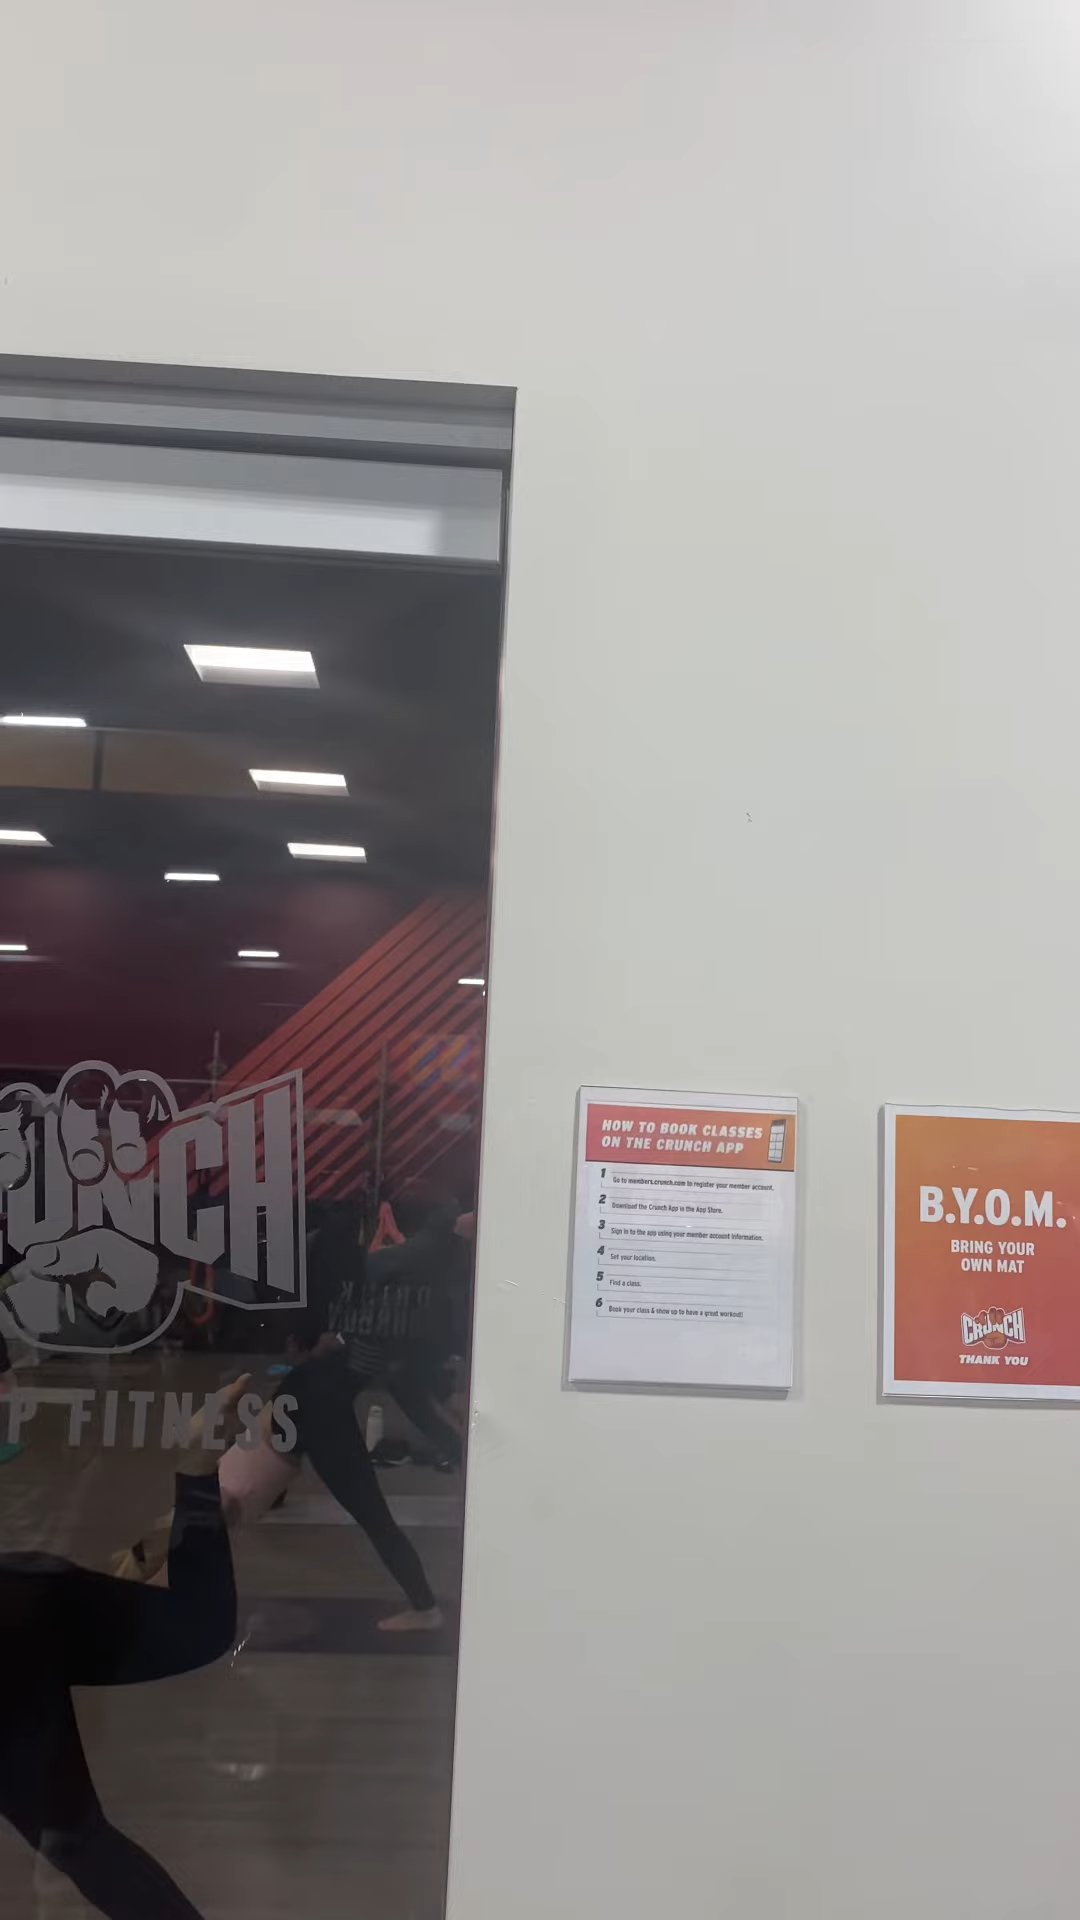 CRUNCH
P FITNESS
HOW TO BOOK CLASSES
ON THE CRUNCH APP
1 Go to members.crunch.com to register your member account.
2 Download the Crunch App in the App Store.
3 Sign in to the app using your member account information.
4 Set your location.
5 Find a class.
6 Book your class & show up to have a great workout!
B.Y.O.M.
BRING YOUR
OWN MAT
CRUNCH
THANK YOU